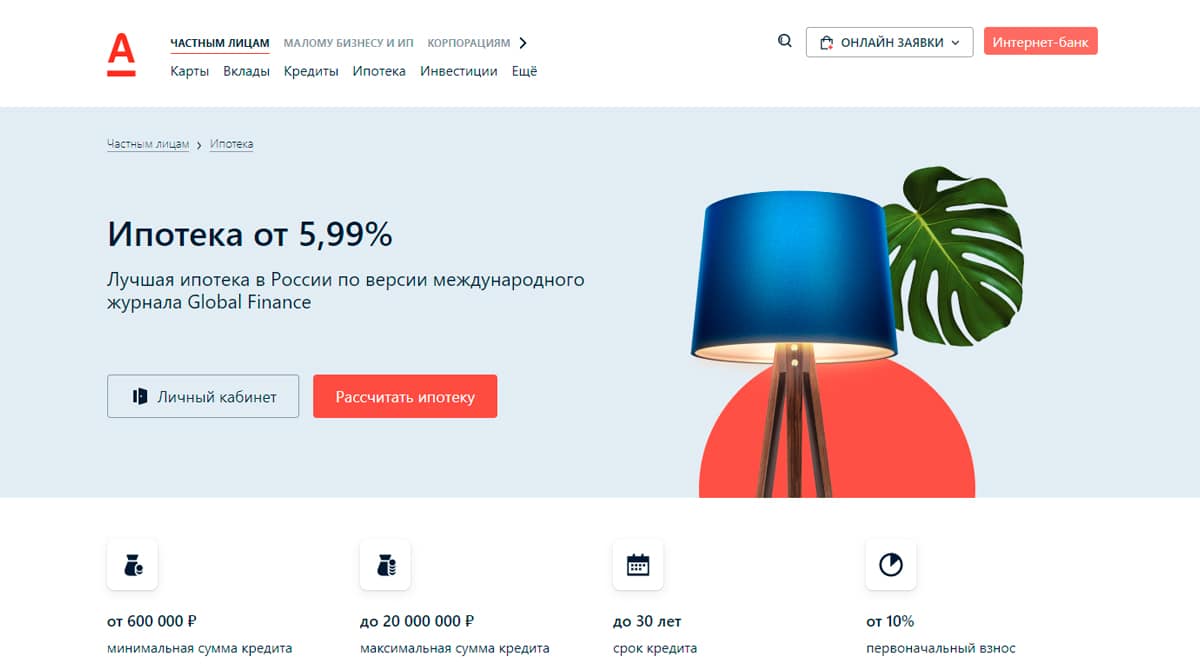 А
ЧАСТНЫМ ЛИЦАМ МАЛОМУ БИЗНЕСУ И ИП КОРПОРАЦИЯМ
ОНЛАЙН ЗАЯВКИ
Интернет-банк
Карты Вклады Кредиты Ипотека Инвестиции Ещё
Частным лицам > Ипотека
Ипотека от 5,99%
Лучшая ипотека в России по версии международного
журнала Global Finance
Личный кабинет
Рассчитать ипотеку
от 600 000 ₽
минимальная сумма кредита
до 20 000 000 ₽
максимальная сумма кредита
до 30 лет
срок кредита
от 10%
первоначальный взнос